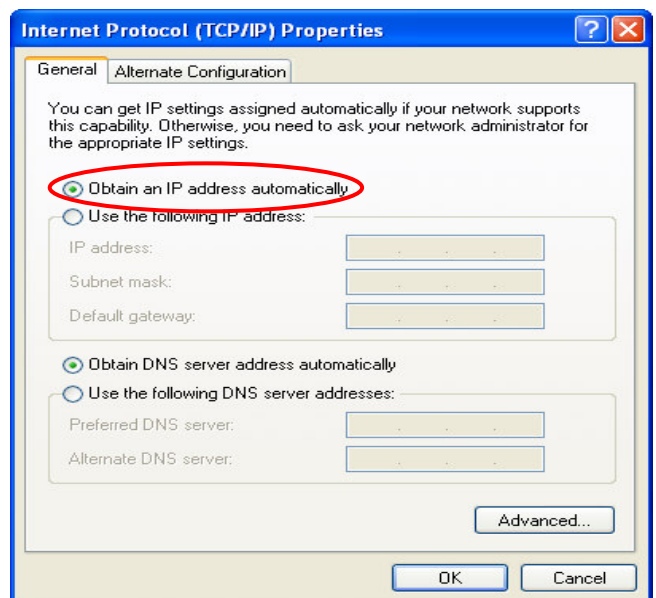 Internet Protocol (TCP/IP) Properties
General Alternate Configuration
You can get IP settings assigned automatically if your network supports
this capability. Otherwise, you need to ask your network administrator for
the appropriate IP settings.
Obtain an IP address automatically
Use the following IP address:
IP address:
Subnet mask:
Default gateway:
Obtain DNS server address automatically
Use the following DNS server addresses:
Preferred DNS server:
Alternate DNS server:
Advanced...
OK Cancel